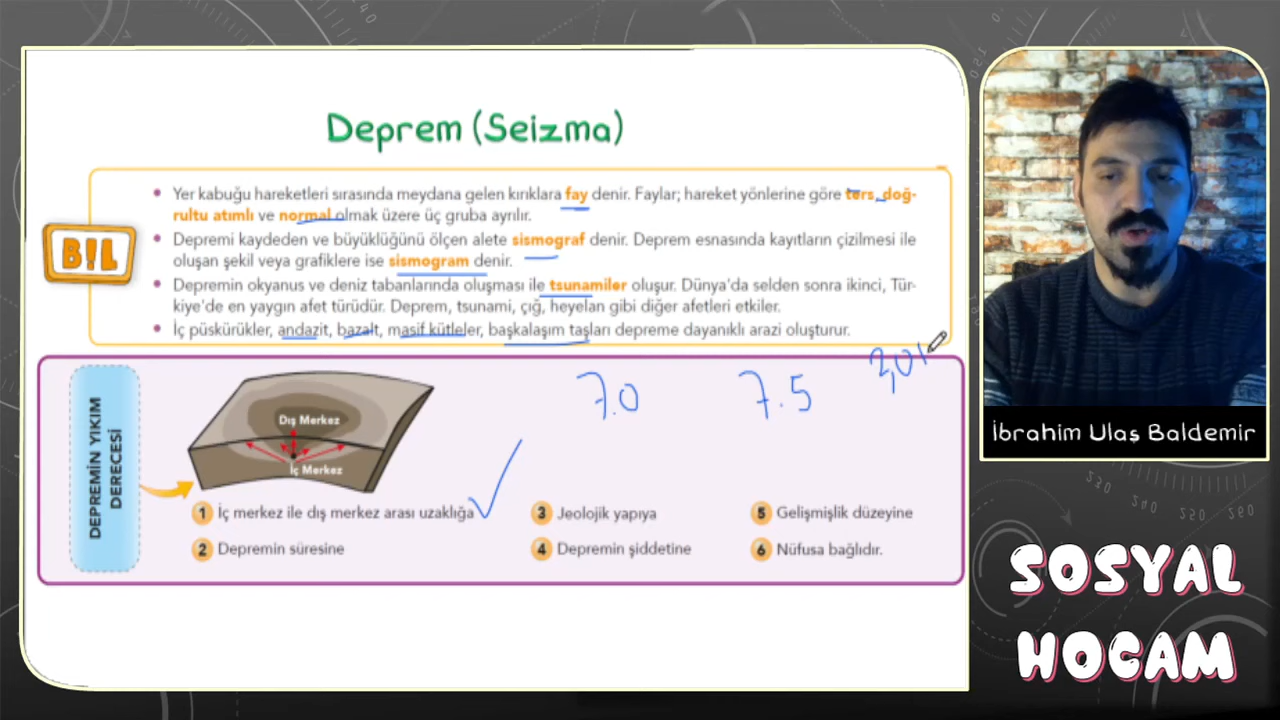 Deprem (Seizma)
BİL
• Yer kabuğu hareketleri sırasında meydana gelen kırıklara fay denir. Faylar; hareket yönlerine göre ters, doğ-
rultu atımlı ve normal olmak üzere üç gruba ayrılır.
• Depremi kaydeden ve büyüklüğünü ölçen alete sismograf denir. Deprem esnasında kayıtların çizilmesi ile
oluşan şekil veya grafiklere ise sismogram denir.
• Depremin okyanus ve deniz tabanlarında oluşması ile tsunamiler oluşur. Dünya'da selden sonra ikinci, Tür-
kiye'de en yaygın afet türüdür. Deprem, tsunami, çığ, heyelan gibi diğer afetleri etkiler.
• İç püskürükler, andazit, bazalt, masif kütleler, başkalaşım taşları depreme dayanıklı arazi oluşturur.
DEPREMİN YIKIM
DERECESİ
Dış Merkez
İç Merkez
7.0
7.5
1 İç merkez ile dış merkez arası uzaklığa
2 Depremin süresine
3 Jeolojik yapıya
4 Depremin şiddetine
5 Gelişmişlik düzeyine
6 Nüfusa bağlıdır.
İbrahim Ulaş Baldemir
SOSYAL
HOCAM